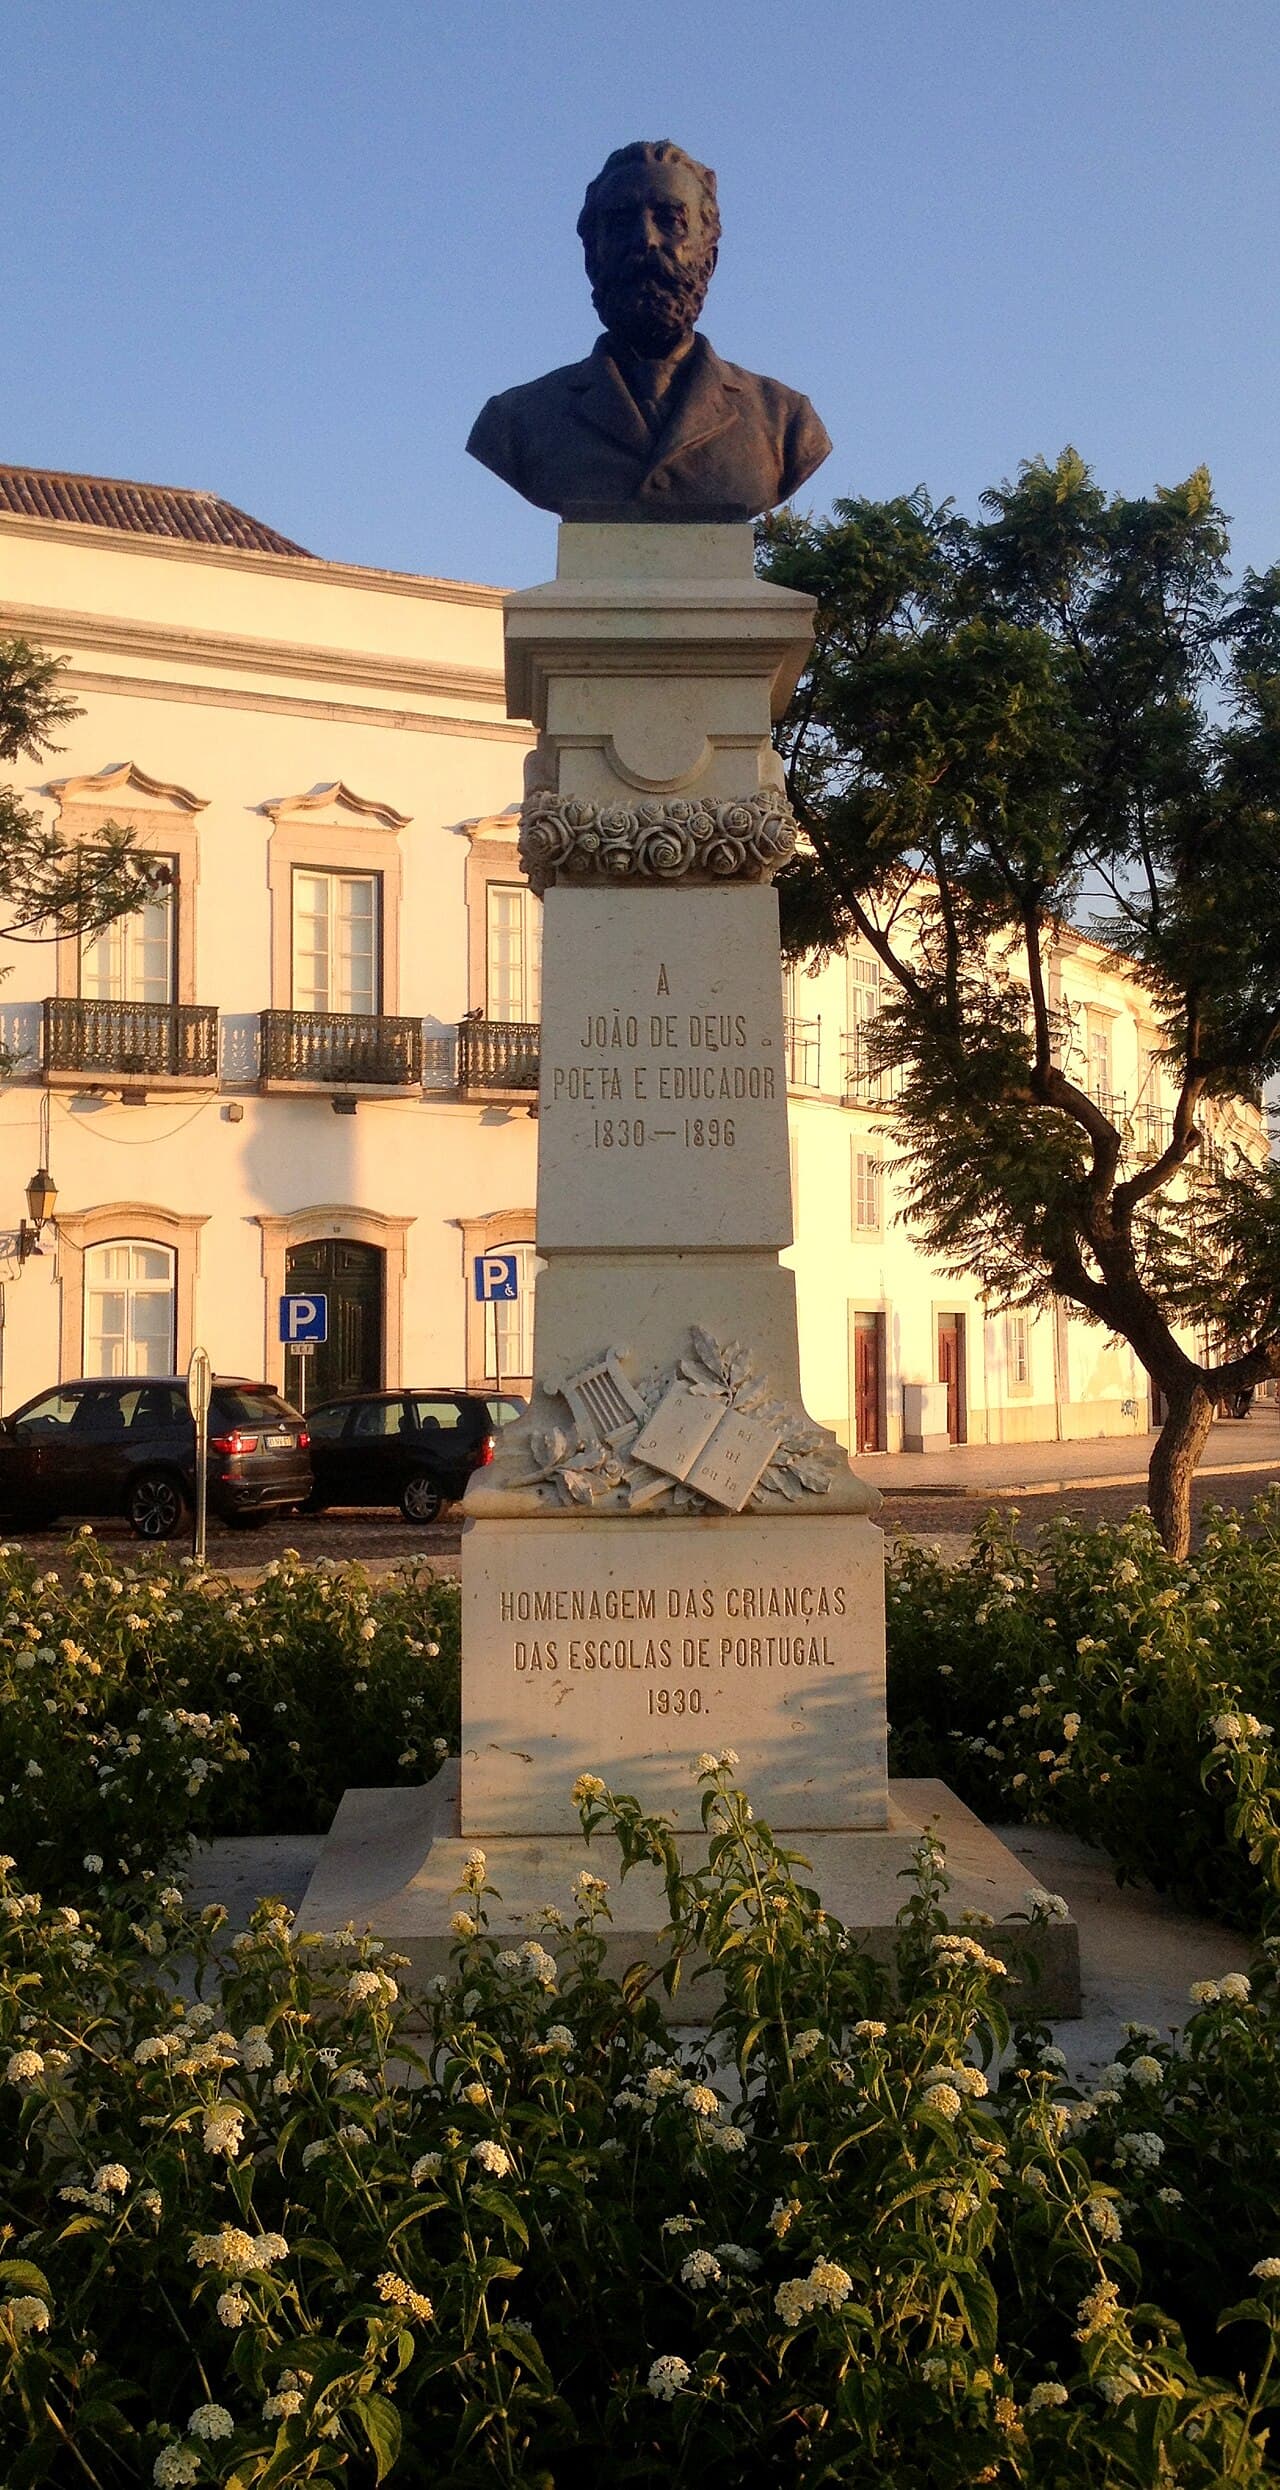 A
JOÃO DE DEUS
POETA E EDUCADOR
1830—1896
P
P
S.E.F.
HOMENAGEM DAS CRIANÇAS
DAS ESCOLAS DE PORTUGAL
1930.